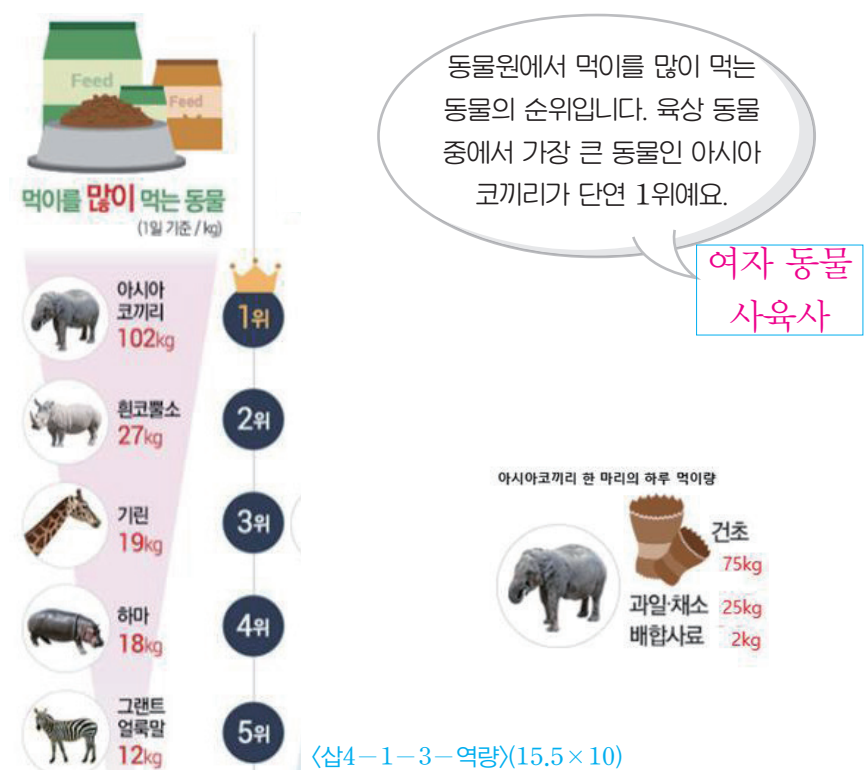 Feed
Feed
먹이를 많이 먹는 동물
(1일 기준 / kg)
아시아
코끼리
102kg
1위
흰코뿔소
27kg
2위
기린
19kg
3위
하마
18kg
4위
그랜트
얼룩말
12kg
5위
동물원에서 먹이를 많이 먹는
동물의 순위입니다. 육상 동물
중에서 가장 큰 동물인 아시아
코끼리가 단연 1위예요.
여자 동물
사육사
아시아코끼리 한 마리의 하루 먹이량
건초
75kg
과일·채소 25kg
배합사료 2kg
〈삽4-1-3-역량〉(15.5×10)